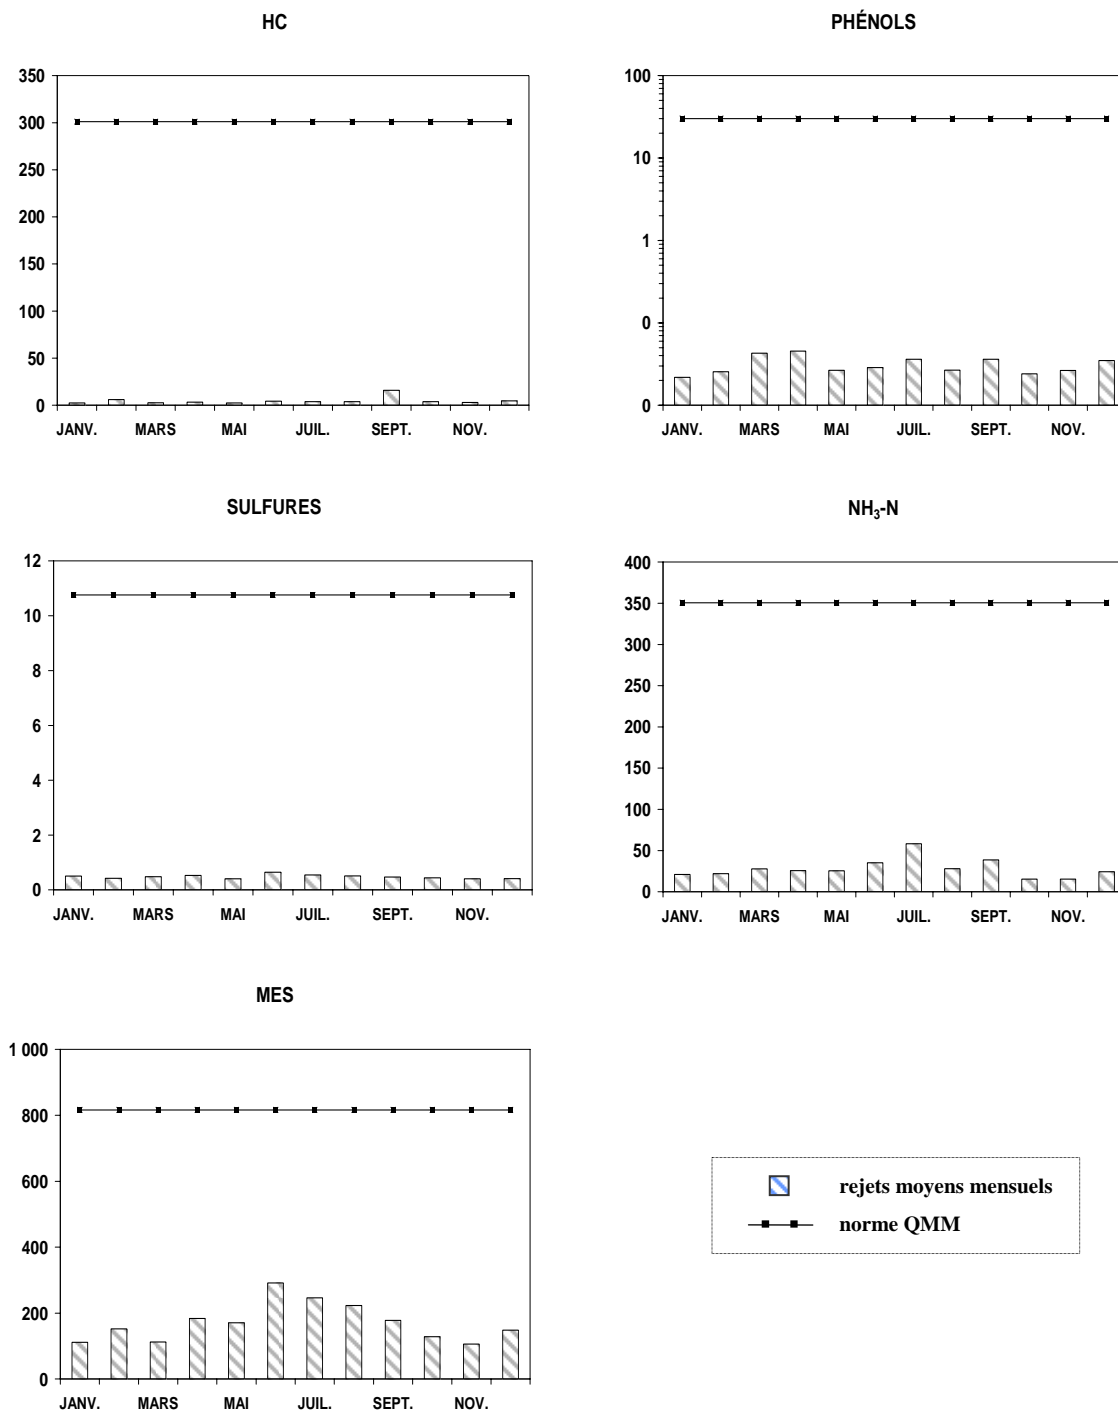 HC
350
300
250
200
150
100
50
0
JANV. MARS MAI JUIL. SEPT. NOV.
PHÉNOLS
100
10
1
0
0
JANV. MARS MAI JUIL. SEPT. NOV.
SULFURES
12
10
8
6
4
2
0
JANV. MARS MAI JUIL. SEPT. NOV.
NH₃-N
400
350
300
250
200
150
100
50
0
JANV. MARS MAI JUIL. SEPT. NOV.
MES
1 000
800
600
400
200
0
JANV. MARS MAI JUIL. SEPT. NOV.
rejets moyens mensuels
norme QMM